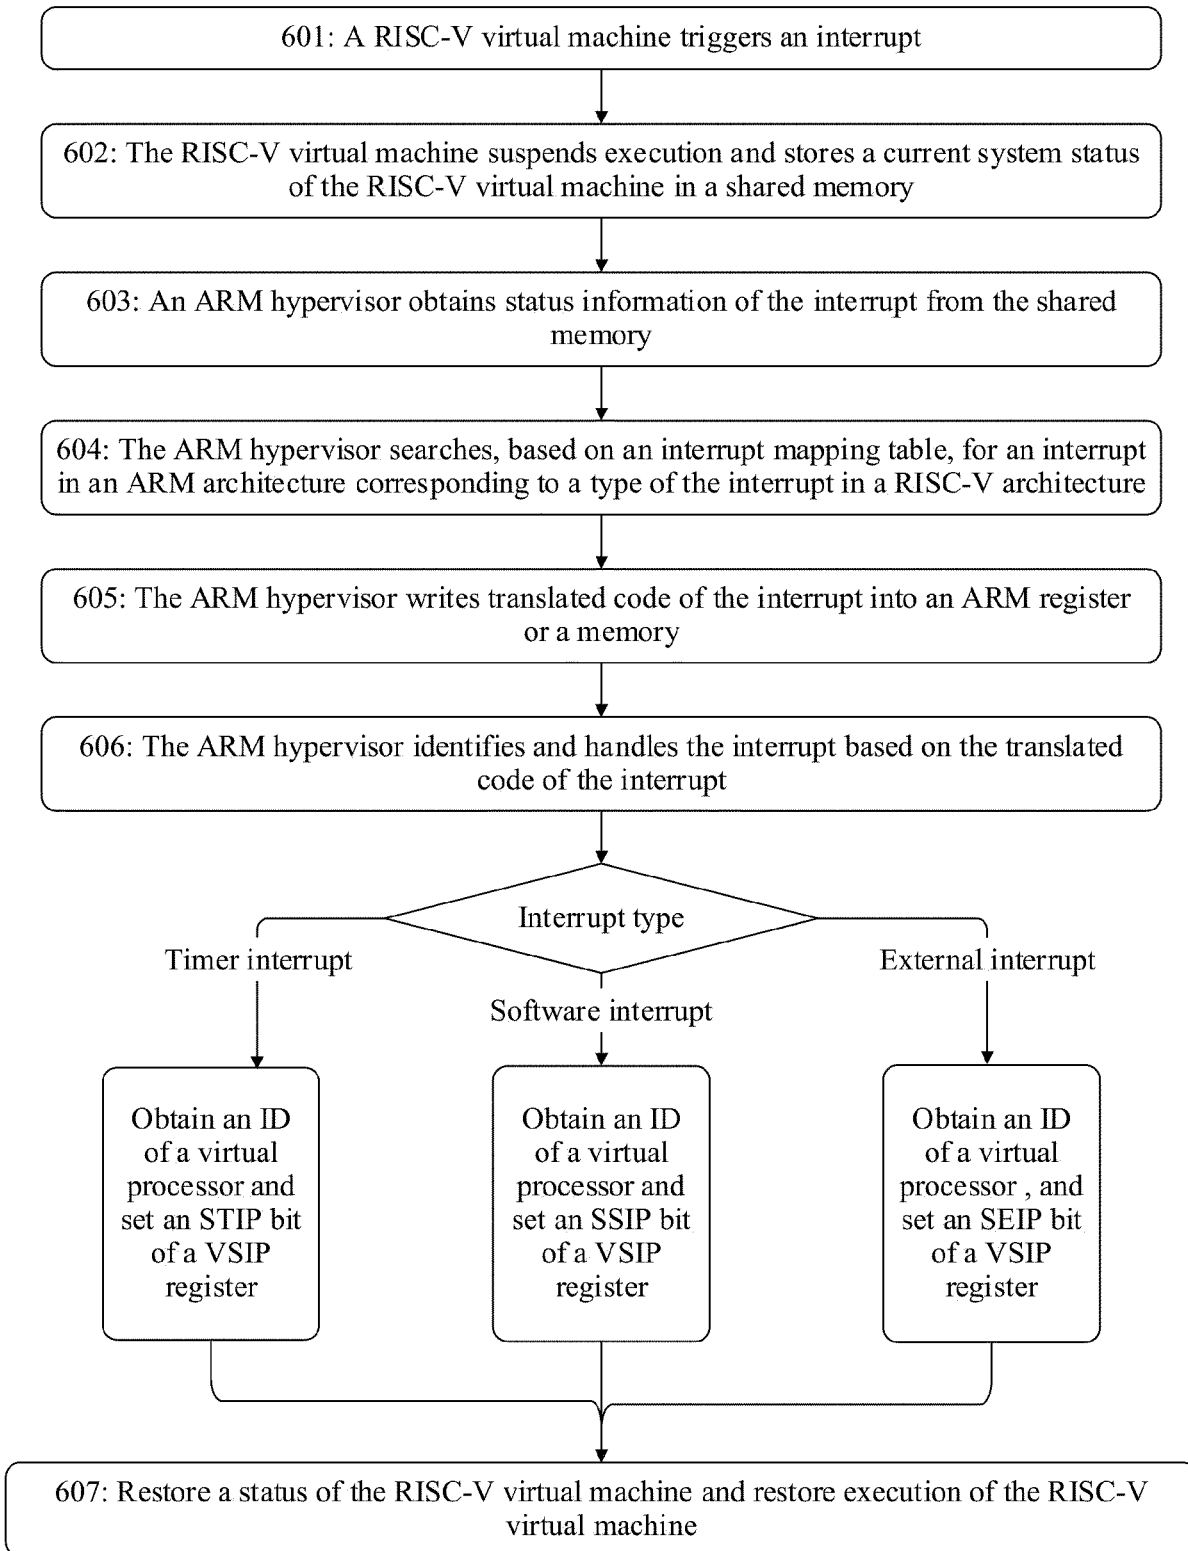 601: A RISC-V virtual machine triggers an interrupt
602: The RISC-V virtual machine suspends execution and stores a current system status
of the RISC-V virtual machine in a shared memory
603: An ARM hypervisor obtains status information of the interrupt from the shared
memory
604: The ARM hypervisor searches, based on an interrupt mapping table, for an interrupt
in an ARM architecture corresponding to a type of the interrupt in a RISC-V architecture
605: The ARM hypervisor writes translated code of the interrupt into an ARM register
or a memory
606: The ARM hypervisor identifies and handles the interrupt based on the translated
code of the interrupt
Interrupt type
Timer interrupt
External interrupt
Software interrupt
Obtain an ID
of a virtual
processor and
set an STIP bit
of a VSIP
register
Obtain an ID
of a virtual
processor and
set an SSIP bit
of a VSIP
register
Obtain an ID
of a virtual
processor , and
set an SEIP bit
of a VSIP
register
607: Restore a status of the RISC-V virtual machine and restore execution of the RISC-V
virtual machine